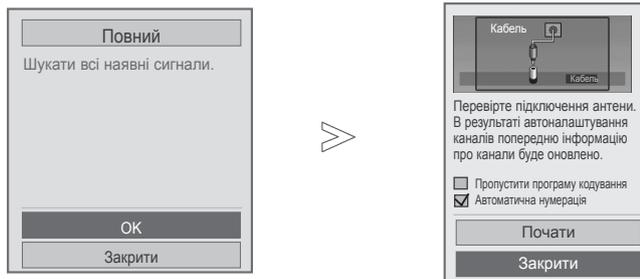 Повний
Шукати всі наявні сигнали.
OK
Закрити
Кабель
Кабель
Перевірте підключення антени.
В результаті автоналаштування
каналів попередню інформацію
про канали буде оновлено.
Пропустити програму кодування
Автоматична нумерація
Почати
Закрити